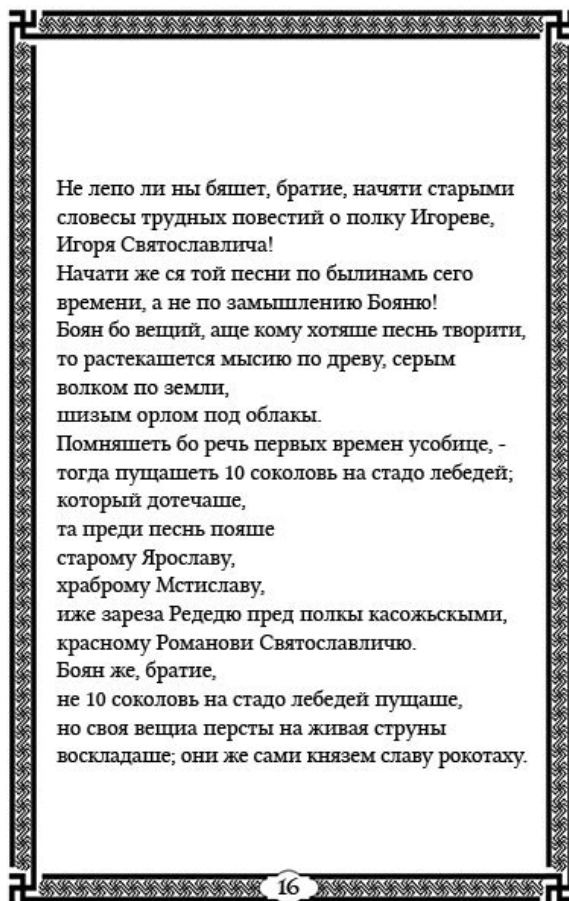 Не лепо ли ны бяшет, братие, начяти старыми
словесы трудных повестий о полку Игореве,
Игоря Святославлича!
Начати же ся той песни по былинамь сего
времени, а не по замышлению Бояню!
Боян бо вещий, аще кому хотяше песнь творити,
то растекашется мысию по древу, серым
волком по земли,
шизым орлом под облакы.
Помняшеть бо речь первых времен усобице, -
тогда пущашеть 10 соколовь на стадо лебедей;
который дотечаше,
та преди песнь пояше
старому Ярославу,
храброму Мстиславу,
иже зареза Редедю пред полкы касожьскыми,
красному Романови Святославличю.
Боян же, братие,
не 10 соколовь на стадо лебедей пущаше,
но своя вещиа персты на живая струны
воскладаше; они же сами князем славу рокотаху.
16